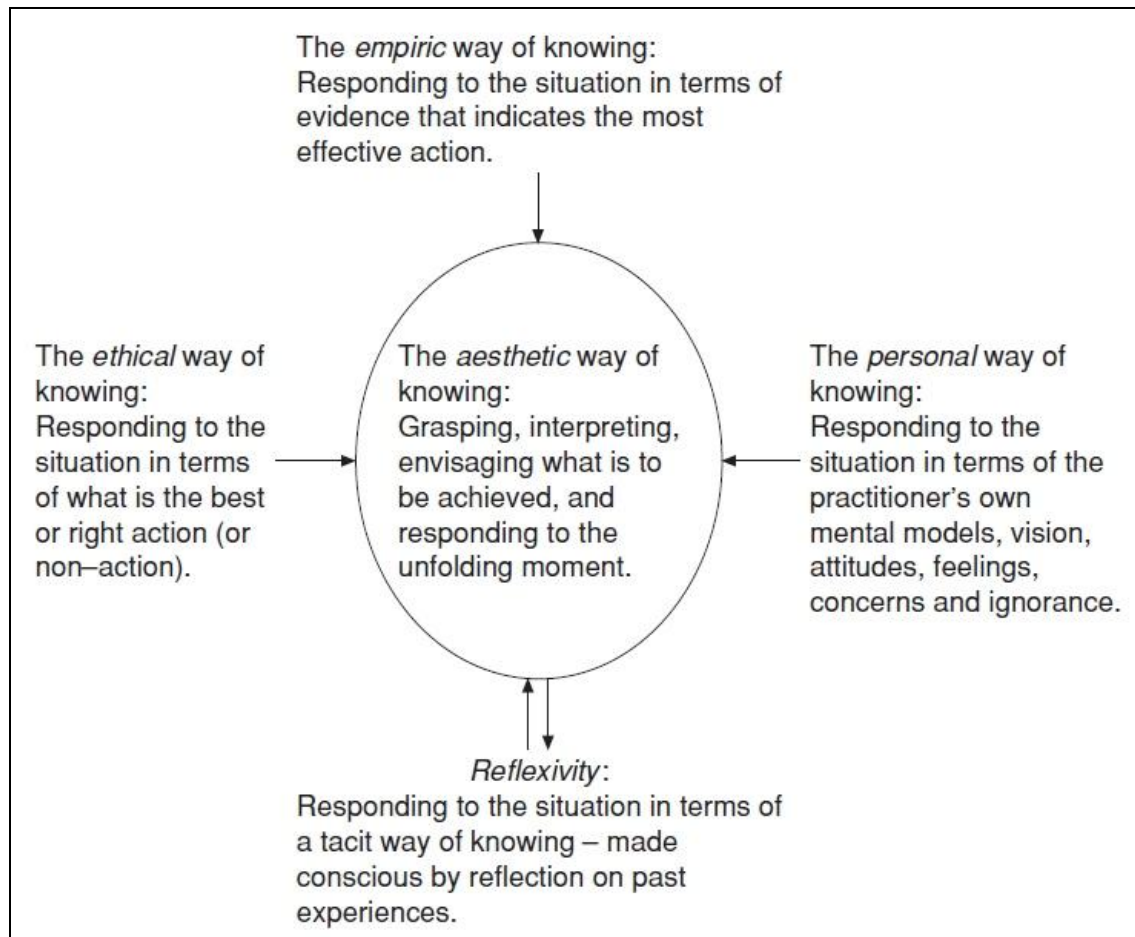 The empiric way of knowing:
Responding to the situation in terms of
evidence that indicates the most
effective action.
The ethical way of
knowing:
Responding to the
situation in terms
of what is the best
or right action (or
non–action).
The aesthetic way of
knowing:
Grasping, interpreting,
envisaging what is to
be achieved, and
responding to the
unfolding moment.
The personal way of
knowing:
Responding to the
situation in terms of the
practitioner's own
mental models, vision,
attitudes, feelings,
concerns and ignorance.
Reflexivity:
Responding to the situation in terms of
a tacit way of knowing – made
conscious by reflection on past
experiences.